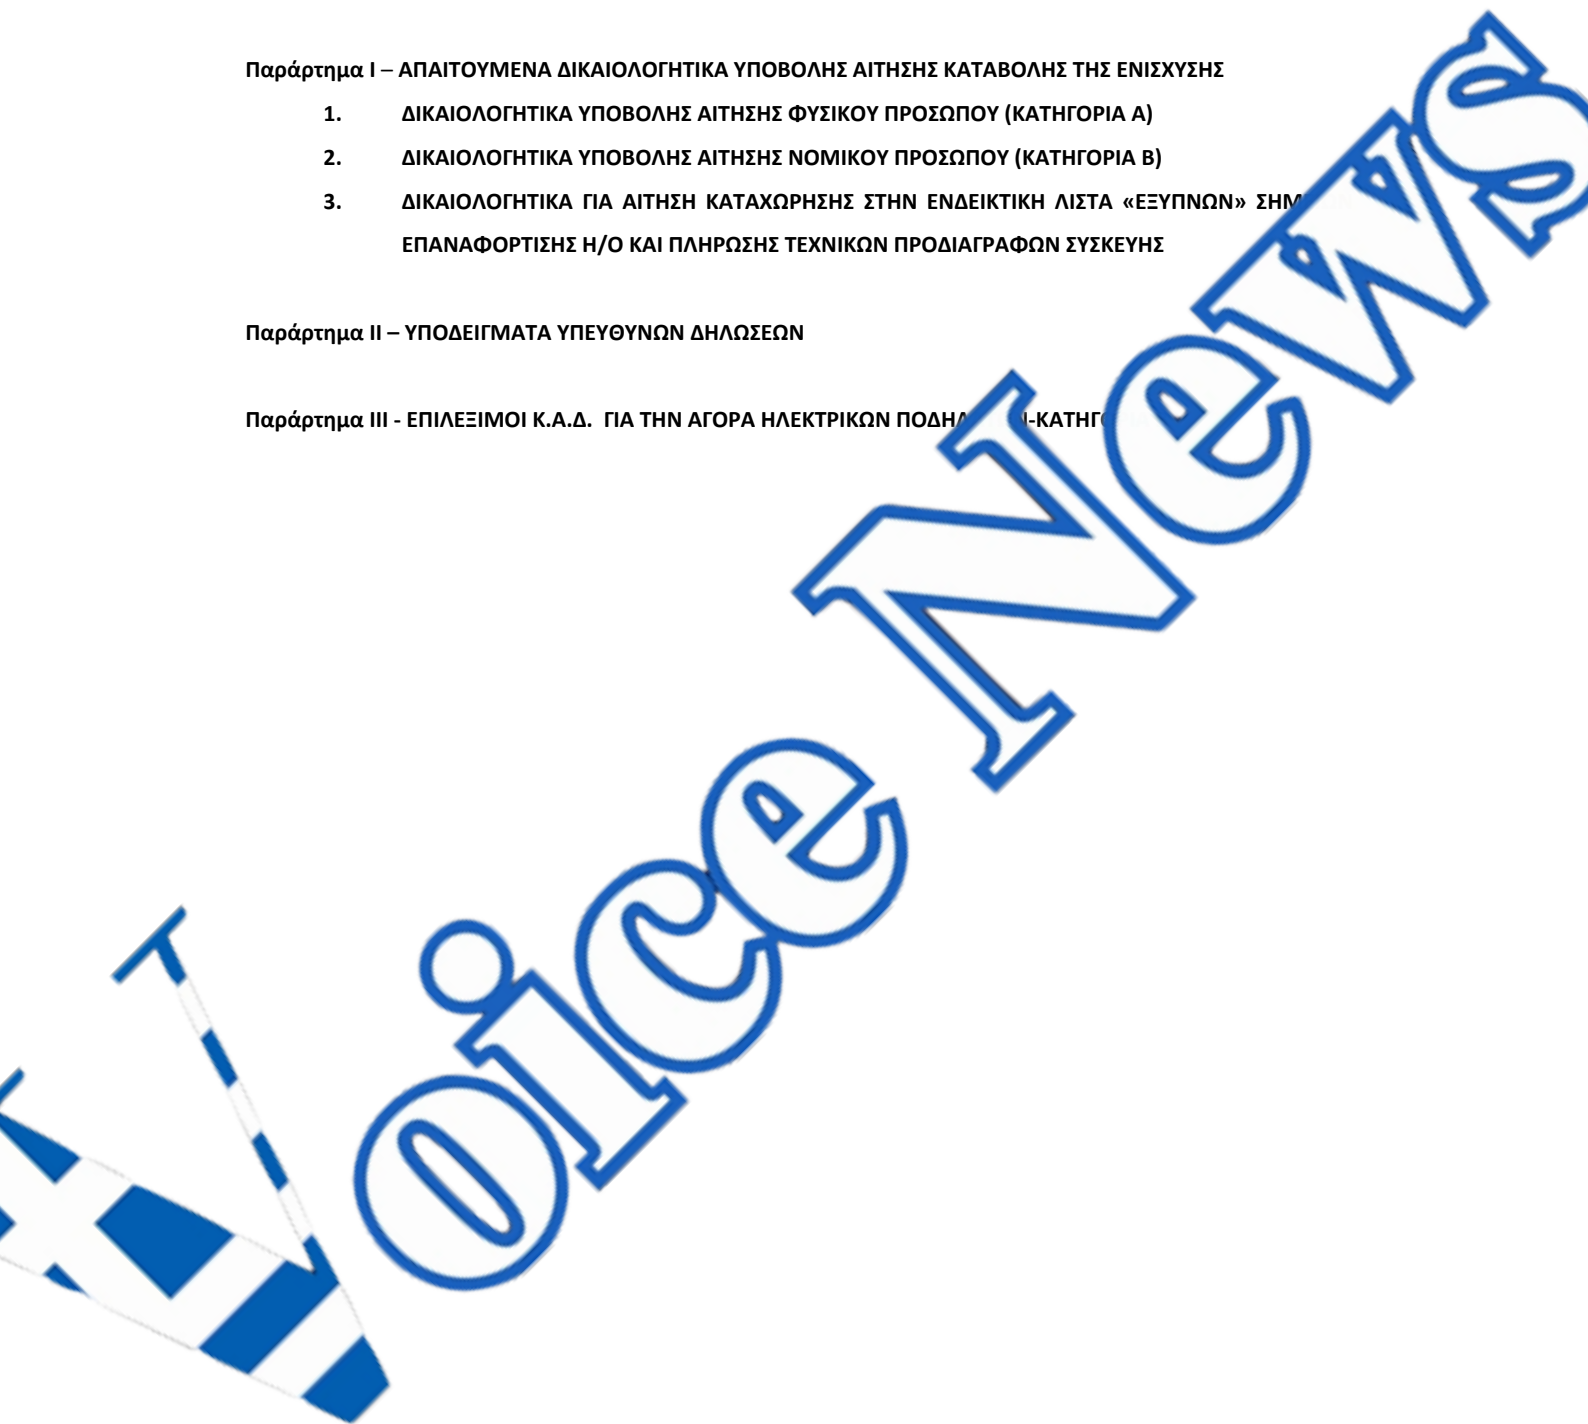 Παράρτημα Ι – ΑΠΑΙΤΟΥΜΕΝΑ ΔΙΚΑΙΟΛΟΓΗΤΙΚΑ ΥΠΟΒΟΛΗΣ ΑΙΤΗΣΗΣ ΚΑΤΑΒΟΛΗΣ ΤΗΣ ΕΝΙΣΧΥΣΗΣ
1. ΔΙΚΑΙΟΛΟΓΗΤΙΚΑ ΥΠΟΒΟΛΗΣ ΑΙΤΗΣΗΣ ΦΥΣΙΚΟΥ ΠΡΟΣΩΠΟΥ (ΚΑΤΗΓΟΡΙΑ Α)
2. ΔΙΚΑΙΟΛΟΓΗΤΙΚΑ ΥΠΟΒΟΛΗΣ ΑΙΤΗΣΗΣ ΝΟΜΙΚΟΥ ΠΡΟΣΩΠΟΥ (ΚΑΤΗΓΟΡΙΑ Β)
3. ΔΙΚΑΙΟΛΟΓΗΤΙΚΑ ΓΙΑ ΑΙΤΗΣΗ ΚΑΤΑΧΩΡΗΣΗΣ ΣΤΗΝ ΕΝΔΕΙΚΤΙΚΗ ΛΙΣΤΑ «ΕΞΥΠΝΩΝ»
ΕΠΑΝΑΦΟΡΤΙΣΗΣ Η/Ο ΚΑΙ ΠΛΗΡΩΣΗΣ ΤΕΧΝΙΚΩΝ ΠΡΟΔΙΑΓΡΑΦΩΝ ΣΥΣΚΕΥΗΣ
Παράρτημα ΙΙ – ΥΠΟΔΕΙΓΜΑΤΑ ΥΠΕΥΘΥΝΩΝ ΔΗΛΩΣΕΩΝ
Παράρτημα ΙΙΙ - ΕΠΙΛΕΞΙΜΟΙ Κ.Α.Δ. ΓΙΑ ΤΗΝ ΑΓΟΡΑ ΗΛΕΚΤΡΙΚΩΝ
Voice News